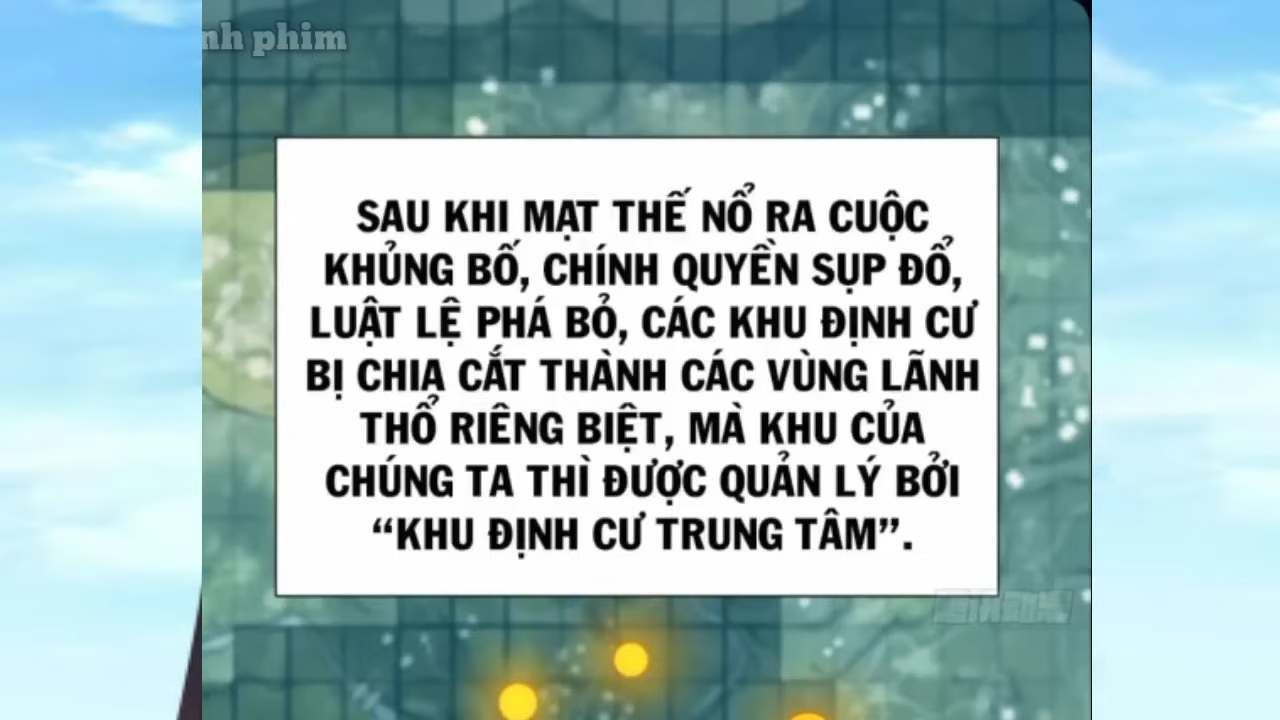 nh phim
SAU KHI MẠT THẾ NỔ RA CUỘC
KHỦNG BỐ, CHÍNH QUYỀN SỤP ĐỔ,
LUẬT LỆ PHÁ BỎ, CÁC KHU ĐỊNH CƯ
BỊ CHIA CẮT THÀNH CÁC VÙNG LÃNH
THỔ RIÊNG BIỆT, MÀ KHU CỦA
CHÚNG TA THÌ ĐƯỢC QUẢN LÝ BỞI
“KHU ĐỊNH CƯ TRUNG TÂM”.